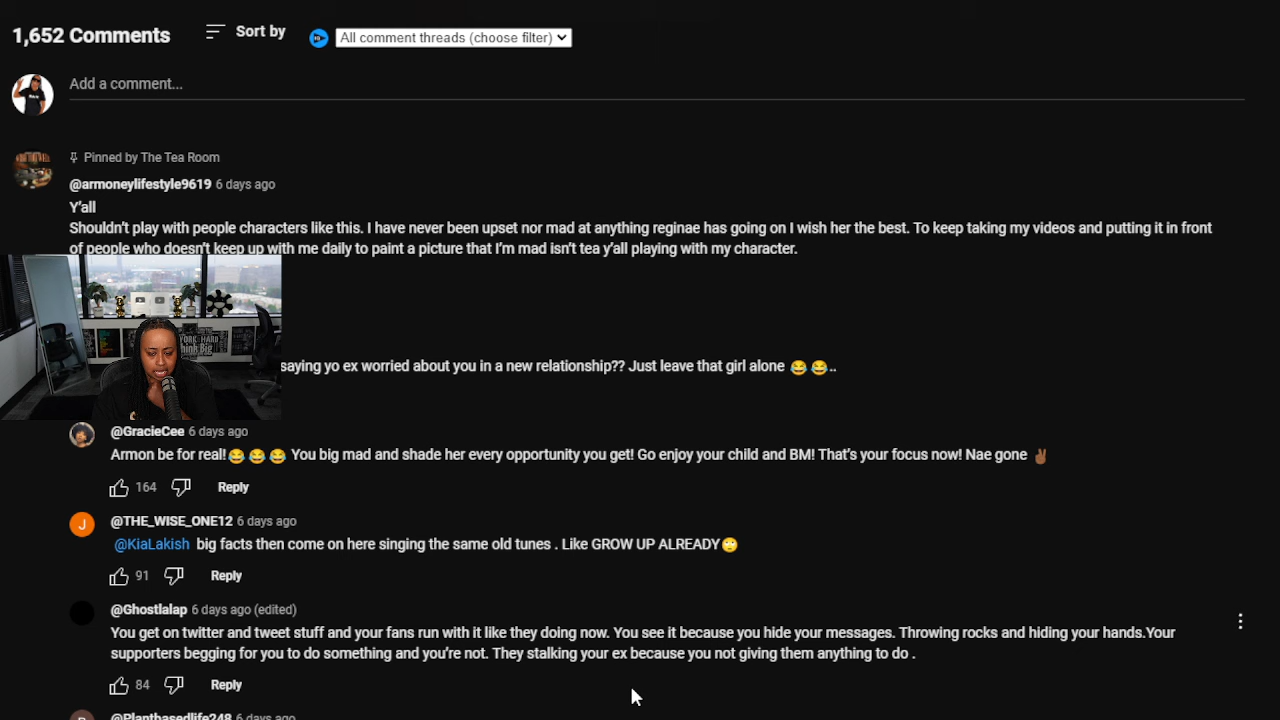 1,652 Comments
Sort by
All comment threads (choose filter)
Add a comment...
Pinned by The Tea Room
@armoneylifestyle9619 6 days ago
Y'all
Shouldn't play with people characters like this. I have never been upset nor mad at anything reginae has going on I wish her the best. To keep taking my videos and putting it in front
of people who doesn't keep up with me daily to paint a picture that I'm mad isn't tea y'all playing with my character.
YORK HARD
Think Big
saying yo ex worried about you in a new relationship?? Just leave that girl alone 😂 😂 ..
@GracieCee 6 days ago
Armon be for real!😂 😂 😂 You big mad and shade her every opportunity you get! Go enjoy your child and BM! That's your focus now! Nae gone ✌🏾
164 Reply
J
@THE_WISE_ONE12 6 days ago
@KiaLakish big facts then come on here singing the same old tunes . Like GROW UP ALREADY🙄
91 Reply
@Ghostlalap 6 days ago (edited)
You get on twitter and tweet stuff and your fans run with it like they doing now. You see it because you hide your messages. Throwing rocks and hiding your hands.Your
supporters begging for you to do something and you're not. They stalking your ex because you not giving them anything to do .
84 Reply
@Plantbasedlife248 6 days ago